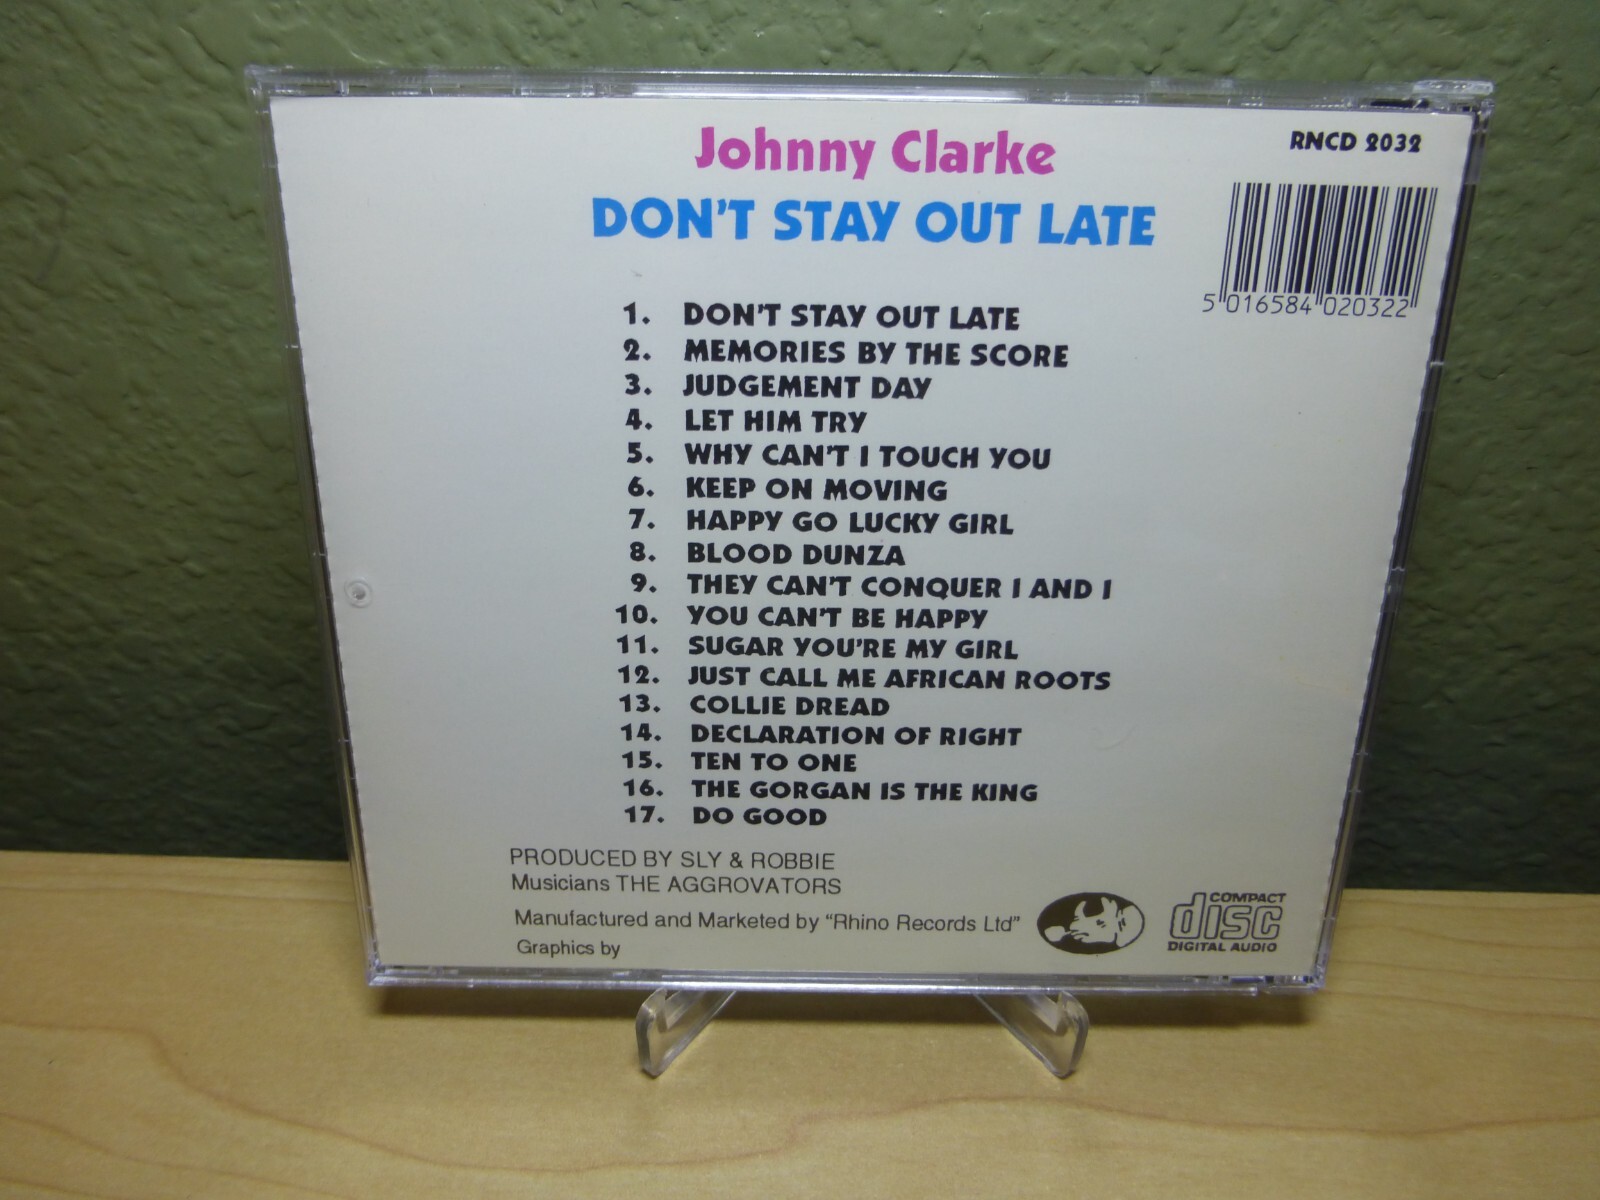 Johnny Clarke
RNCD 2032
DON'T STAY OUT LATE
5 016584 020322
1. DON'T STAY OUT LATE
2. MEMORIES BY THE SCORE
3. JUDGEMENT DAY
4. LET HIM TRY
5. WHY CAN'T I TOUCH YOU
6. KEEP ON MOVING
7. HAPPY GO LUCKY GIRL
8. BLOOD DUNZA
9. THEY CAN'T CONQUER I AND I
10. YOU CAN'T BE HAPPY
11. SUGAR YOU'RE MY GIRL
12. JUST CALL ME AFRICAN ROOTS
13. COLLIE DREAD
14. DECLARATION OF RIGHT
15. TEN TO ONE
16. THE GORGAN IS THE KING
17. DO GOOD
PRODUCED BY SLY & ROBBIE
Musicians THE AGGROVATORS
Manufactured and Marketed by "Rhino Records Ltd"
Graphics by
COMPACT
disc
DIGITAL AUDIO